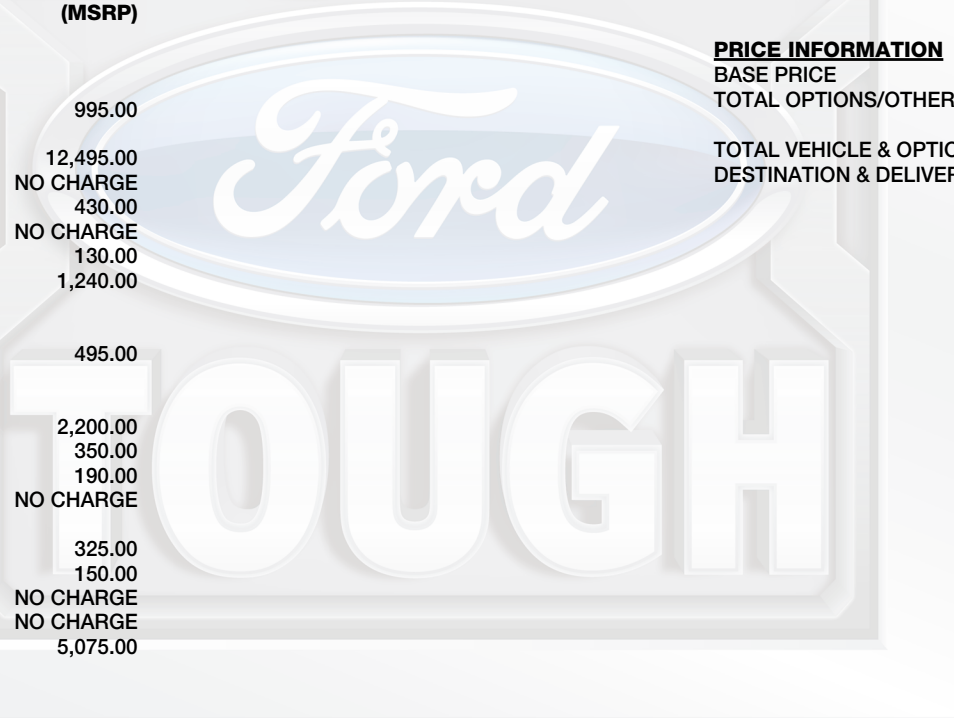 (MSRP)
995.00
12,495.00
NO CHARGE
430.00
NO CHARGE
130.00
1,240.00
495.00
2,200.00
350.00
190.00
NO CHARGE
325.00
150.00
NO CHARGE
NO CHARGE
5,075.00
PRICE INFORMATION
BASE PRICE
TOTAL OPTIONS/OTHER
TOTAL VEHICLE & OPTIO
DESTINATION & DELIVER
Ford
TOUGH